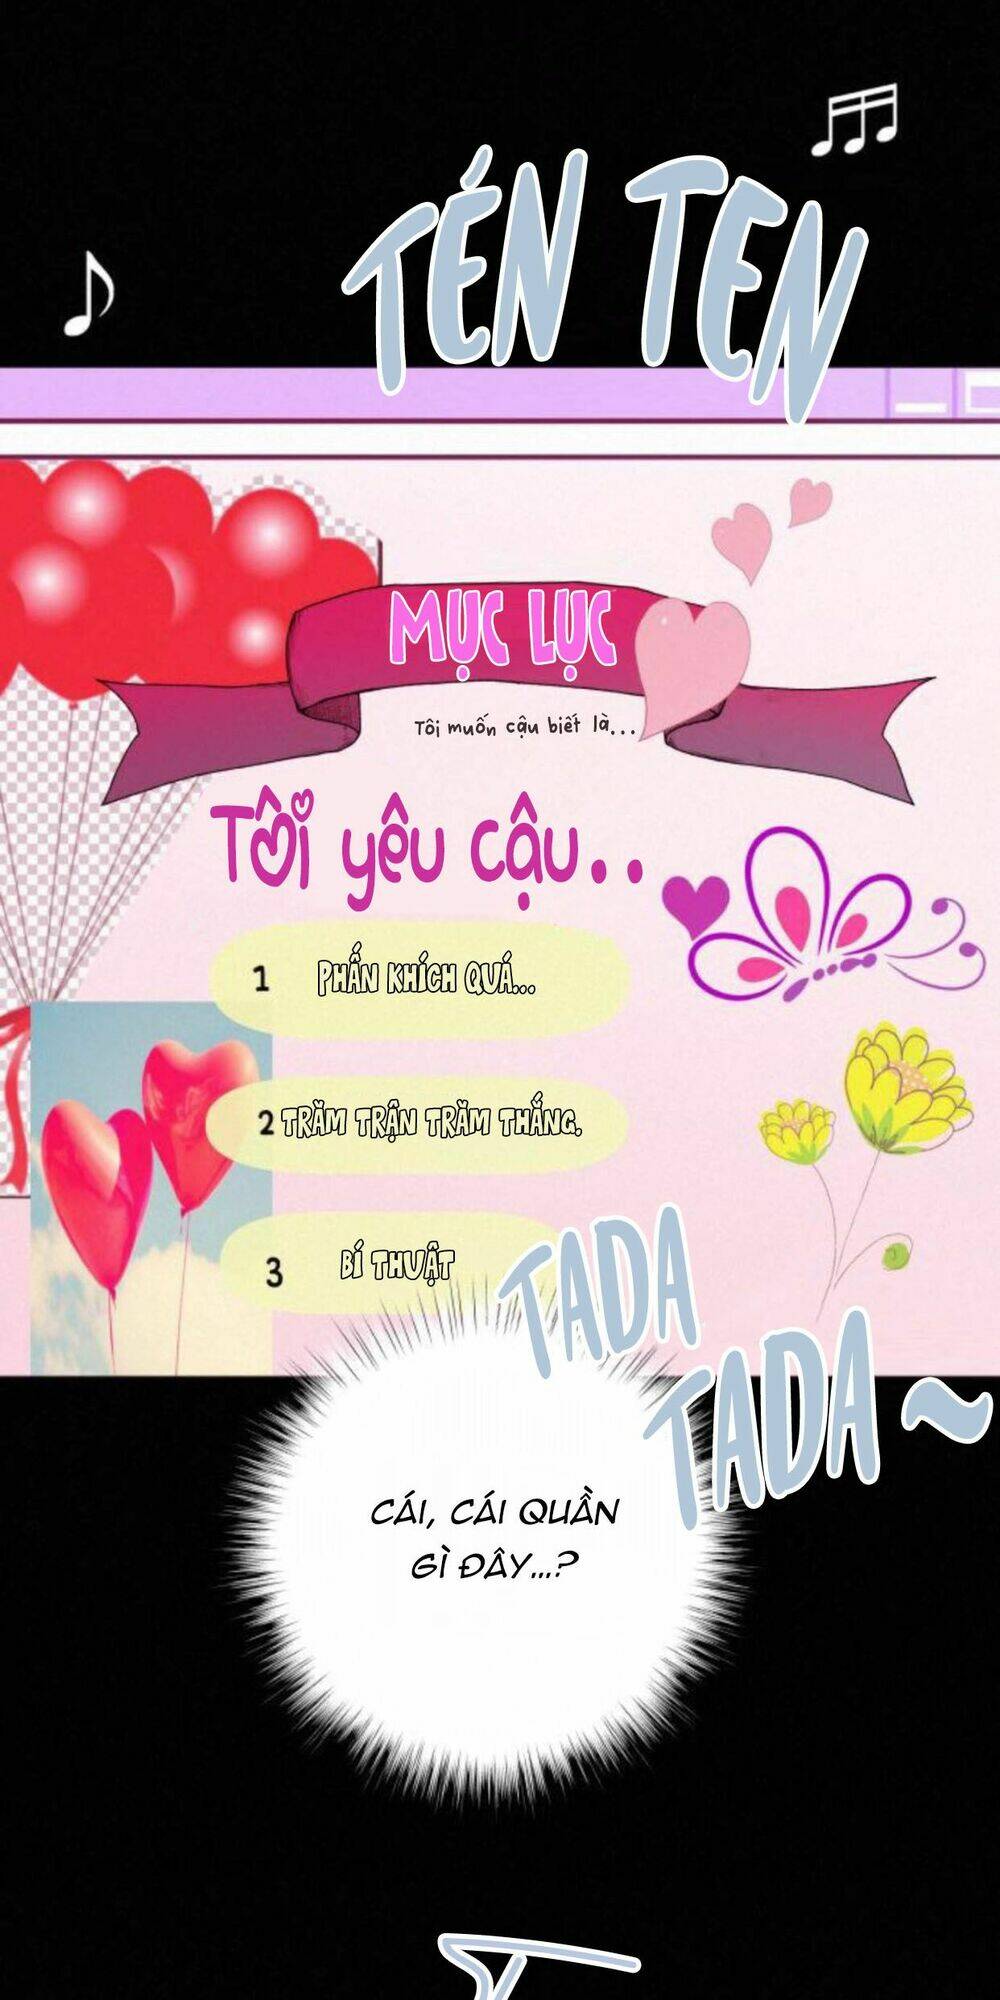 TÉN TEN
MỤC LỤC
Tôi muốn cậu biết là...
Tôi yêu cậu..
1 PHẤN KHÍCH QUÁ...
2 TRĂM TRẬN TRĂM THẮNG.
3 BÍ THUẬT
TADA
TADA~
CÁI, CÁI QUẦN
GÌ ĐÂY...?